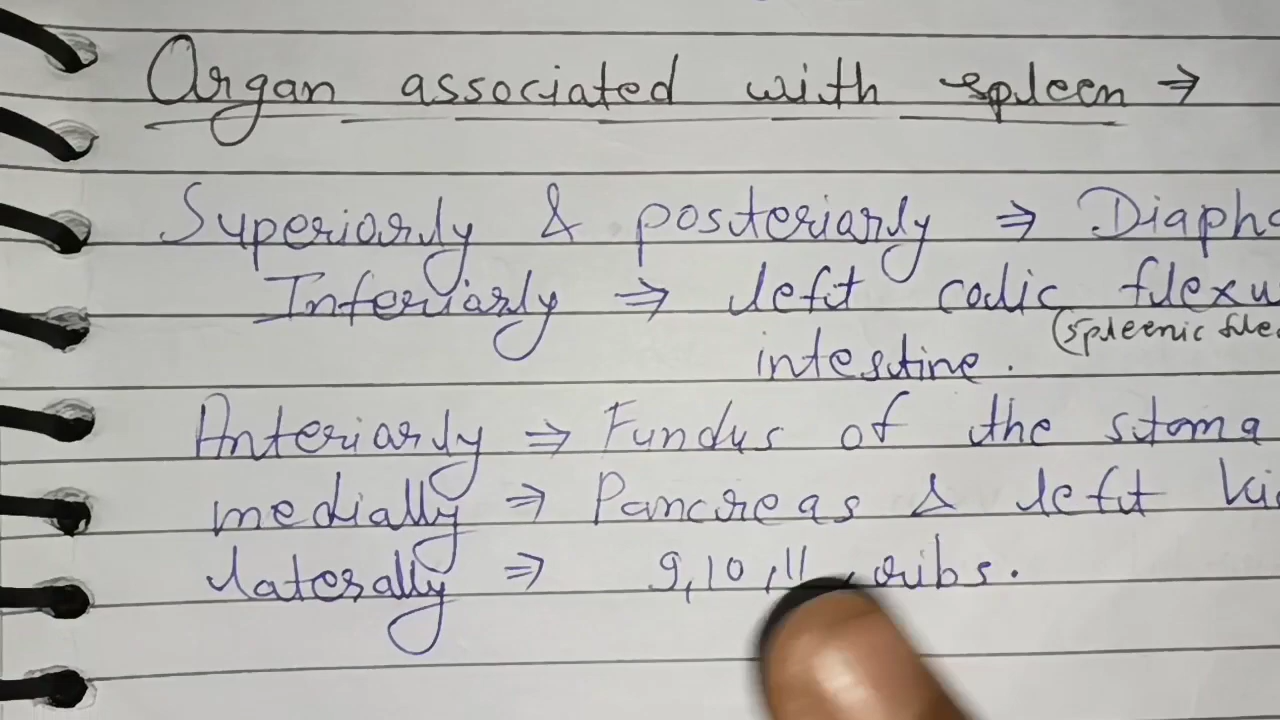 Organ associated with spleen ⇒
Superiorly & posteriorly ⇒ Diaph
Inferiorly ⇒ left colic flexu
(spleenic fle
intestine.
Anteriorly ⇒ Fundus of the stoma
medially ⇒ Pancreas & left ki
laterally ⇒ 9,10,11, ribs.